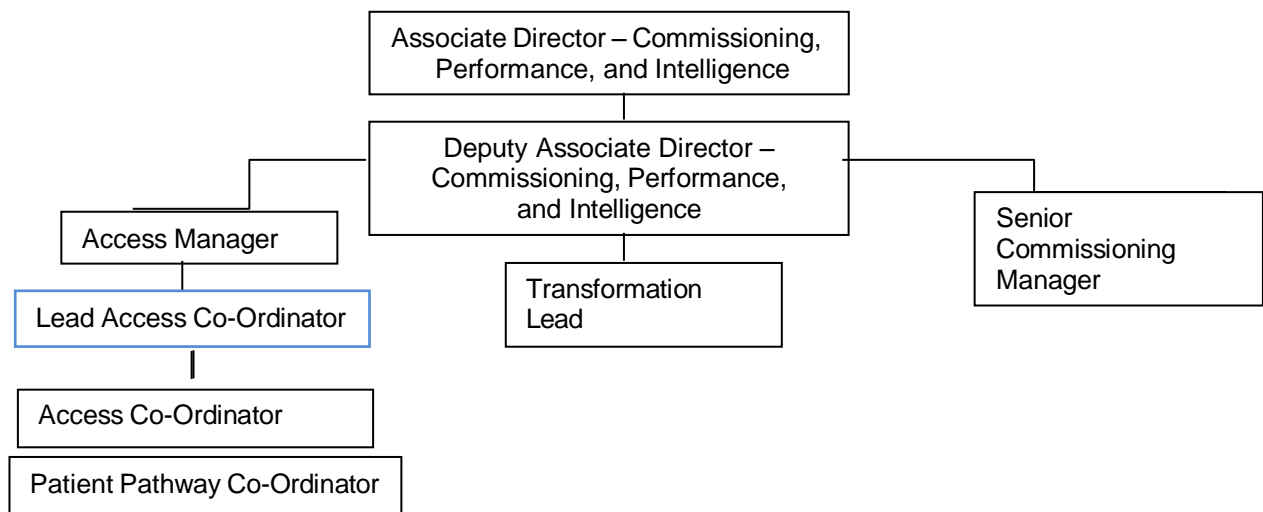 Associate Director – Commissioning,
Performance, and Intelligence
Deputy Associate Director –
Commissioning, Performance,
and Intelligence
Access Manager
Senior
Commissioning
Manager
Lead Access Co-Ordinator
Transformation
Lead
Access Co-Ordinator
Patient Pathway Co-Ordinator